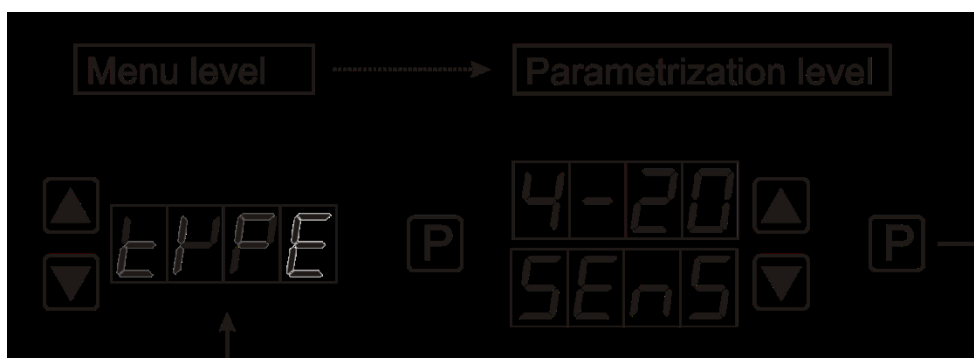 Menu level
Parametrization level
tYPE
P
4-20
SEnS
P